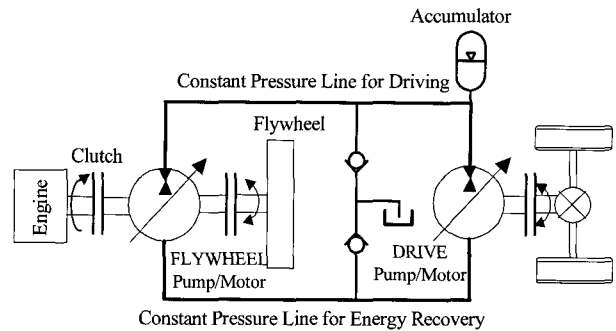 Accumulator
Constant Pressure Line for Driving
Flywheel
Clutch
Engine
FLYWHEEL
Pump/Motor
DRIVE
Pump/Motor
Constant Pressure Line for Energy Recovery